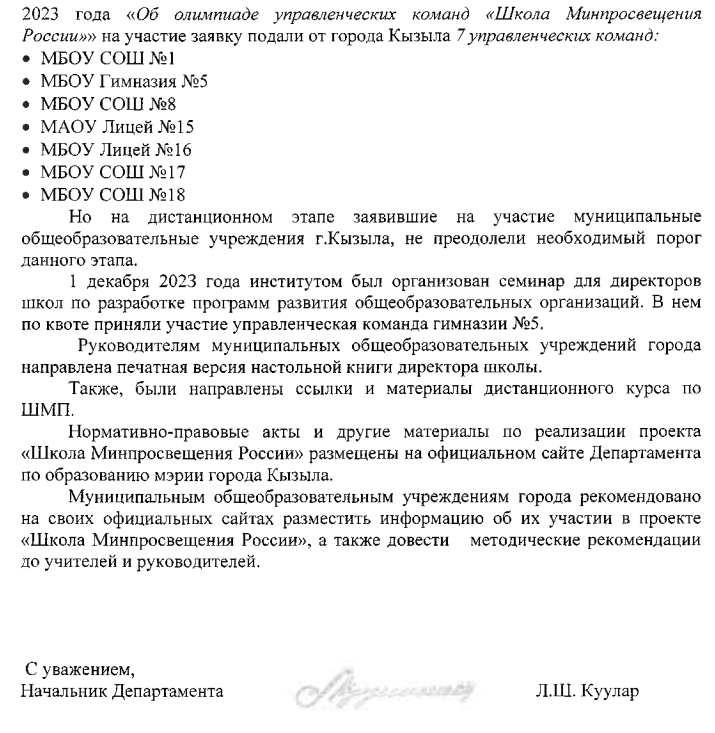 2023 года «Об олимпиаде управленческих команд «Школа Минпросвещения
России»» на участие заявку подали от города Кызыла 7 управленческих команд:
• МБОУ СОШ №1
• МБОУ Гимназия №5
• МБОУ СОШ №8
• МАОУ Лицей №15
• МБОУ Лицей №16
• МБОУ СОШ №17
• МБОУ СОШ №18
Но на дистанционном этапе заявившие на участие муниципальные
общеобразовательные учреждения г.Кызыла, не преодолели необходимый порог
данного этапа.
1 декабря 2023 года институтом был организован семинар для директоров
школ по разработке программ развития общеобразовательных организаций. В нем
по квоте приняли участие управленческая команда гимназии №5.
Руководителям муниципальных общеобразовательных учреждений города
направлена печатная версия настольной книги директора школы.
Также, были направлены ссылки и материалы дистанционного курса по
ШМП.
Нормативно-правовые акты и другие материалы по реализации проекта
«Школа Минпросвещения России» размещены на официальном сайте Департамента
по образованию мэрии города Кызыла.
Муниципальным общеобразовательным учреждениям города рекомендовано
на своих официальных сайтах разместить информацию об их участии в проекте
«Школа Минпросвещения России», а также довести методические рекомендации
до учителей и руководителей.
С уважением,
Начальник Департамента Л.Ш. Куулар